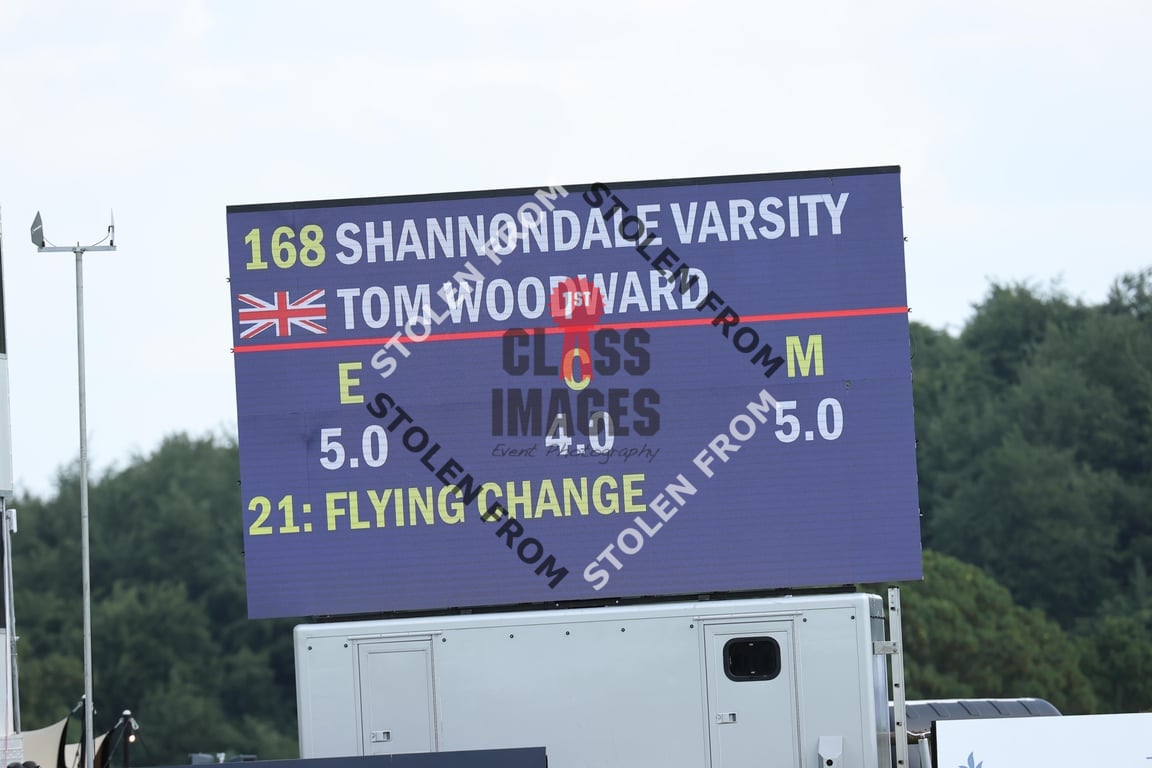 168 SHANNONDALE VARSITY
TOM WOODWARD
E C M
5.0 4.0 5.0
21: FLYING CHANGE
1ST
CLASS
IMAGES
Event Photography
STOLEN FROM
STOLEN FROM
STOLEN FROM
STOLEN FROM